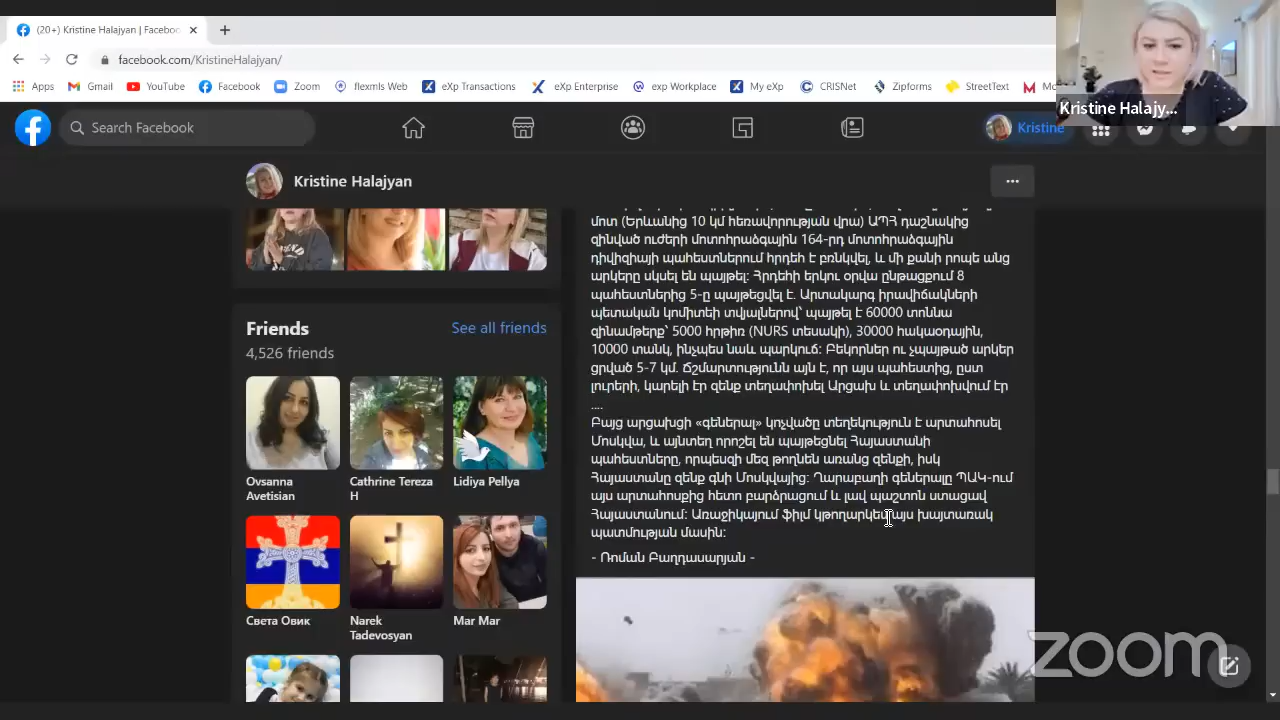 (20+) Kristine Halajyan | Faceboo
facebook.com/KristineHalajyan/
Apps
Gmail
YouTube
Facebook
Zoom
flexmls Web
eXp Transactions
eXp Enterprise
exp Workplace
My eXp
CRISNet
Zipforms
StreetText
Kristine Halajy...
Search Facebook
Kristine
Kristine Halajyan
Friends
See all friends
4,526 friends
Ovsanna
Avetisian
Cathrine Tereza
H
Lidiya Pellya
Света Овик
Narek
Tadevosyan
Mar Mar
մոտ (Երևանից 10 կմ հեռավորության վրա) ԱՊՀ դաշնակից
զինված ուժերի մոտոհրաձգային 164-րդ մոտոհրաձգային
դիվիզիայի պահեստներում հրդեհ է բռնկվել, և մի քանի րոպե անց
արկերը սկսել են պայթել: Հրդեհի երկու օրվա ընթացքում 8
պահեստներից 5-ը պայթեցվել է. Արտակարգ իրավիճակների
պետական կոմիտեի տվյալներով՝ պայթել է 60000 տոննա
զինամթերք՝ 5000 հրթիռ (NURS տեսակի), 30000 հակաօդային,
10000 տանկ, ինչպես նաև պարկուճ: Բեկորներ ու չպայթած արկեր
ցրված 5-7 կմ. Ճշմարտությունն այն է, որ այս պահեստից, ըստ
լուրերի, կարելի էր զենք տեղափոխել Արցախ և տեղափոխվում էր
....
Բայց արցախցի «գեներալ» կոչվածը տեղեկություն է արտահոսել
Մոսկվա, և այնտեղ որոշել են պայթեցնել Հայաստանի
պահեստները, որպեսզի մեզ թողնեն առանց զենքի, իսկ
Հայաստանը զենք գնի Մոսկվայից: Ղարաբաղի գեներալը ՊԱԿ-ում
այս արտահոսքից հետո բարձրացում և լավ պաշտոն ստացավ
Հայաստանում: Առաջիկայում ֆիլմ կթողարկեմ այս խայտառակ
պատմության մասին:
- Ռոման Բաղդասարյան -
zoom